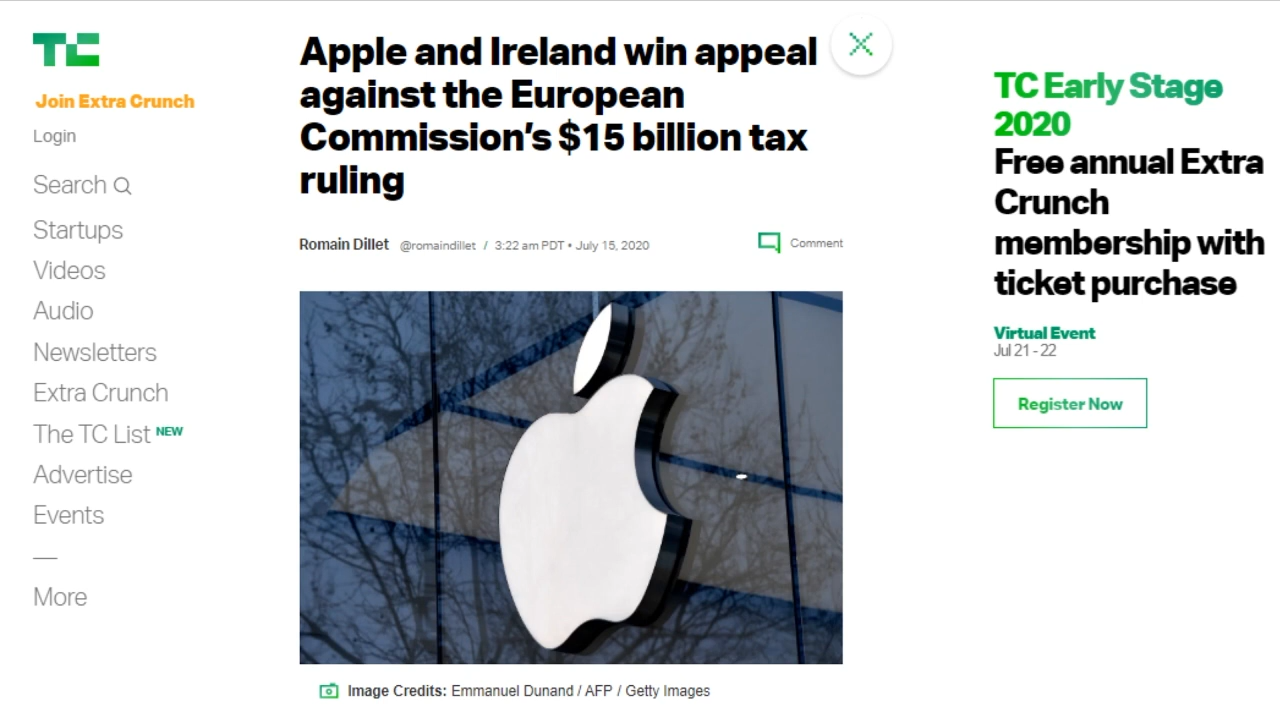 TC
Join Extra Crunch
Login
Search
Startups
Videos
Audio
Newsletters
Extra Crunch
The TC List NEW
Advertise
Events
—
More
Apple and Ireland win appeal
against the European
Commission’s $15 billion tax
ruling
Romain Dillet @romaindillet / 3:22 am PDT • July 15, 2020
Comment
Image Credits: Emmanuel Dunand / AFP / Getty Images
TC Early Stage
2020
Free annual Extra
Crunch
membership with
ticket purchase
Virtual Event
Jul 21 - 22
Register Now